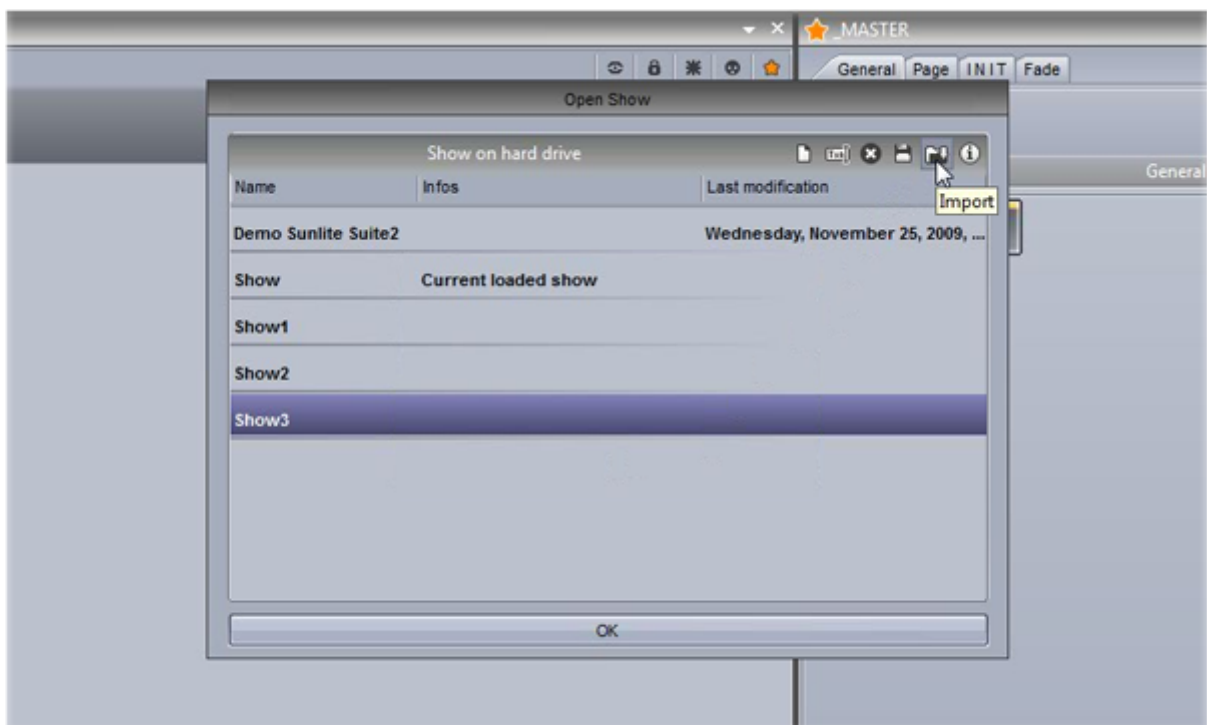 _MASTER
General Page INIT Fade
Open Show
Show on hard drive
Name Infos Last modification
Import
General
Demo Sunlite Suite2 Wednesday, November 25, 2009, ...
Show Current loaded show
Show1
Show2
Show3
OK